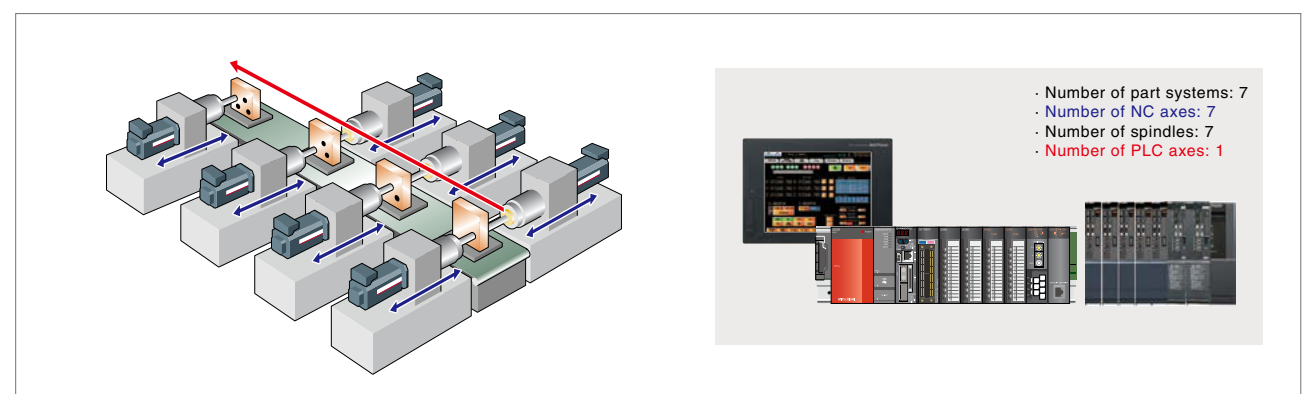 · Number of part systems: 7
· Number of NC axes: 7
· Number of spindles: 7
· Number of PLC axes: 1